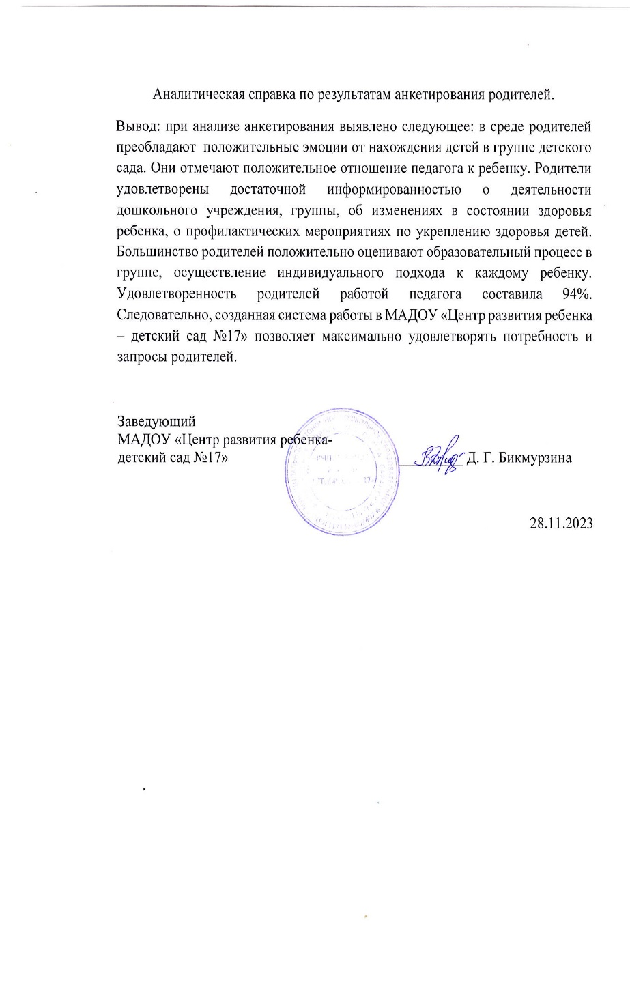 Аналитическая справка по результатам анкетирования родителей.
Вывод: при анализе анкетирования выявлено следующее: в среде родителей
преобладают положительные эмоции от нахождения детей в группе детского
сада. Они отмечают положительное отношение педагога к ребенку. Родители
удовлетворены достаточной информированностью о деятельности
дошкольного учреждения, группы, об изменениях в состоянии здоровья
ребенка, о профилактических мероприятиях по укреплению здоровья детей.
Большинство родителей положительно оценивают образовательный процесс в
группе, осуществление индивидуального подхода к каждому ребенку.
Удовлетворенность родителей работой педагога составила 94%.
Следовательно, созданная система работы в МАДОУ «Центр развития ребенка
– детский сад №17» позволяет максимально удовлетворять потребность и
запросы родителей.
Заведующий
МАДОУ «Центр развития ребенка-
детский сад №17» Д. Г. Бикмурзина
28.11.2023